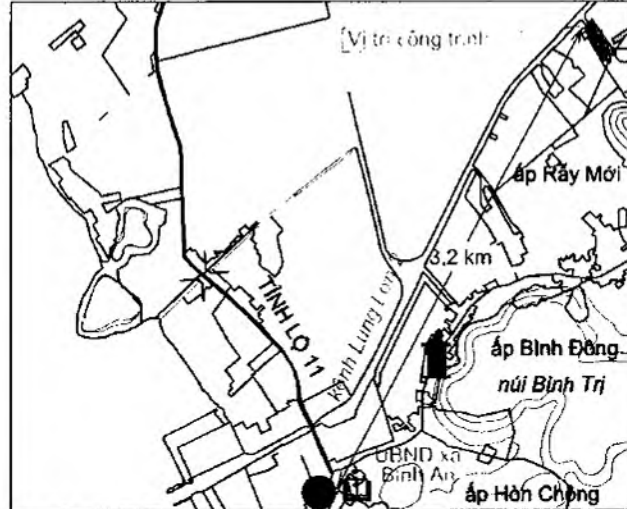 Vị trí công trình
ấp Rẫy Mới
3,2 km
TỈNH LỘ 11
kênh Lung Lớn
ấp Bình Đông
núi Bình Trị
UBND xã
Bình An
ấp Hòn Chông